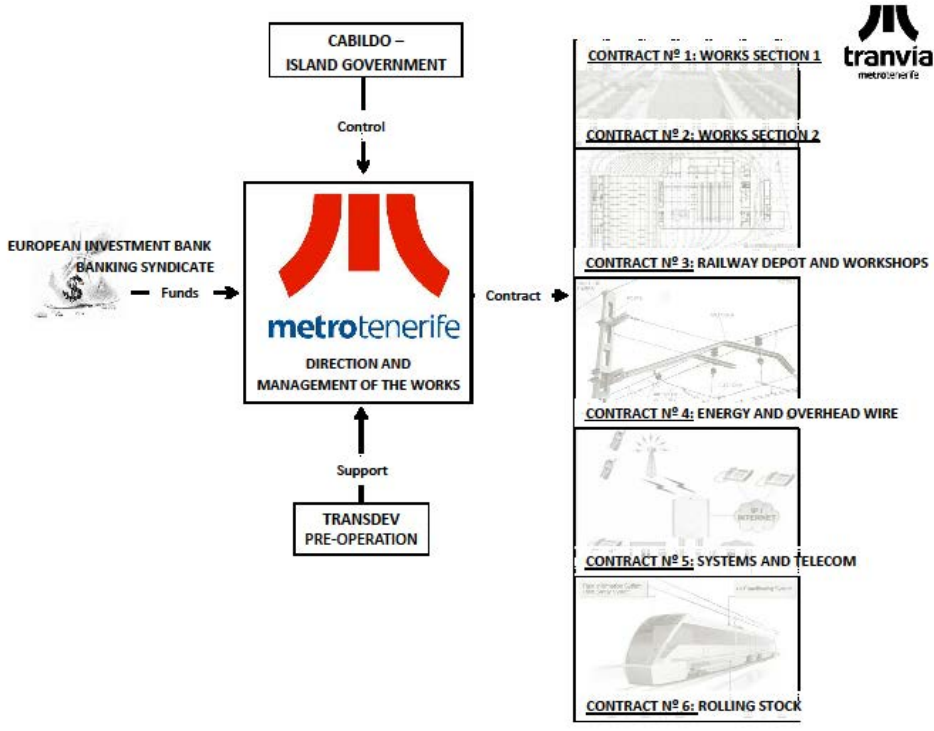 CABILDO –
ISLAND GOVERNMENT
Control
EUROPEAN INVESTMENT BANK
BANKING SYNDICATE
$
Funds
metrotenerife
DIRECTION AND
MANAGEMENT OF THE WORKS
Contract
Support
TRANSDEV
PRE-OPERATION
tranvia
metrotenerife
CONTRACT Nº 1: WORKS SECTION 1
CONTRACT Nº 2: WORKS SECTION 2
CONTRACT Nº 3: RAILWAY DEPOT AND WORKSHOPS
CONTRACT Nº 4: ENERGY AND OVERHEAD WIRE
INTERNET
CONTRACT Nº 5: SYSTEMS AND TELECOM
CONTRACT Nº 6: ROLLING STOCK